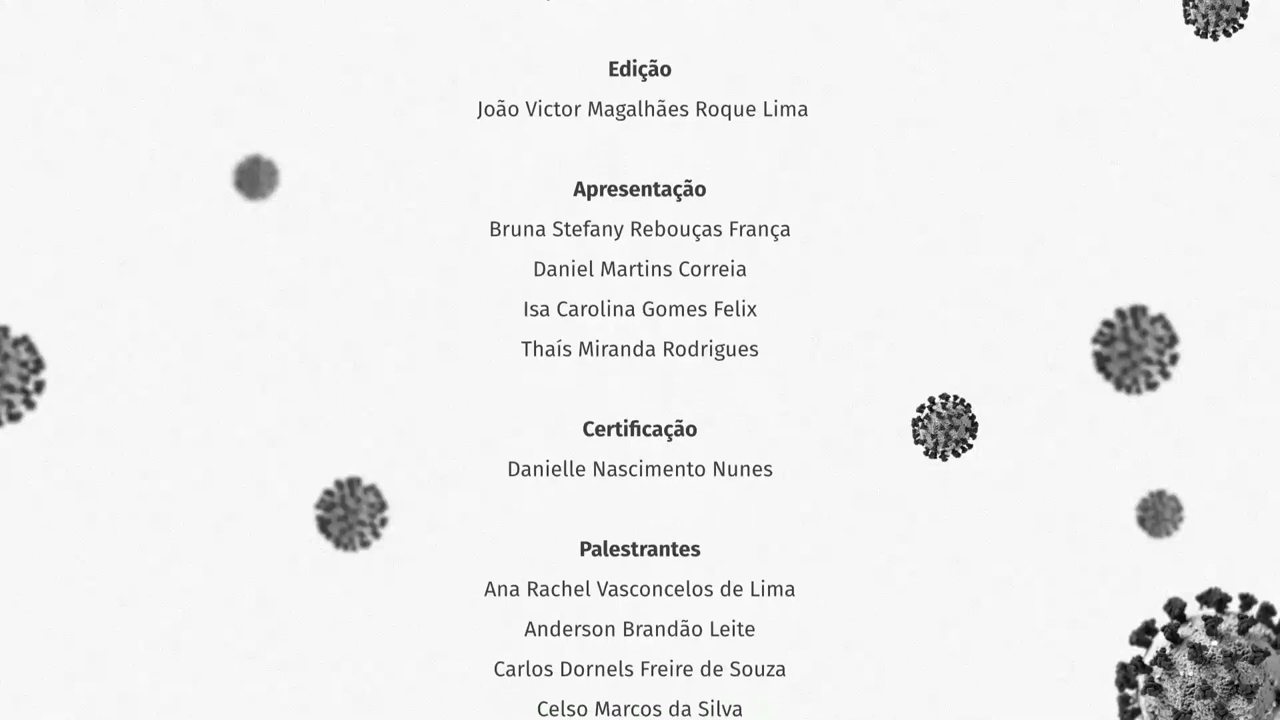 Edição
João Victor Magalhães Roque Lima
Apresentação
Bruna Stefany Rebouças França
Daniel Martins Correia
Isa Carolina Gomes Felix
Thaís Miranda Rodrigues
Certificação
Danielle Nascimento Nunes
Palestrantes
Ana Rachel Vasconcelos de Lima
Anderson Brandão Leite
Carlos Dornels Freire de Souza
Celso Marcos da Silva